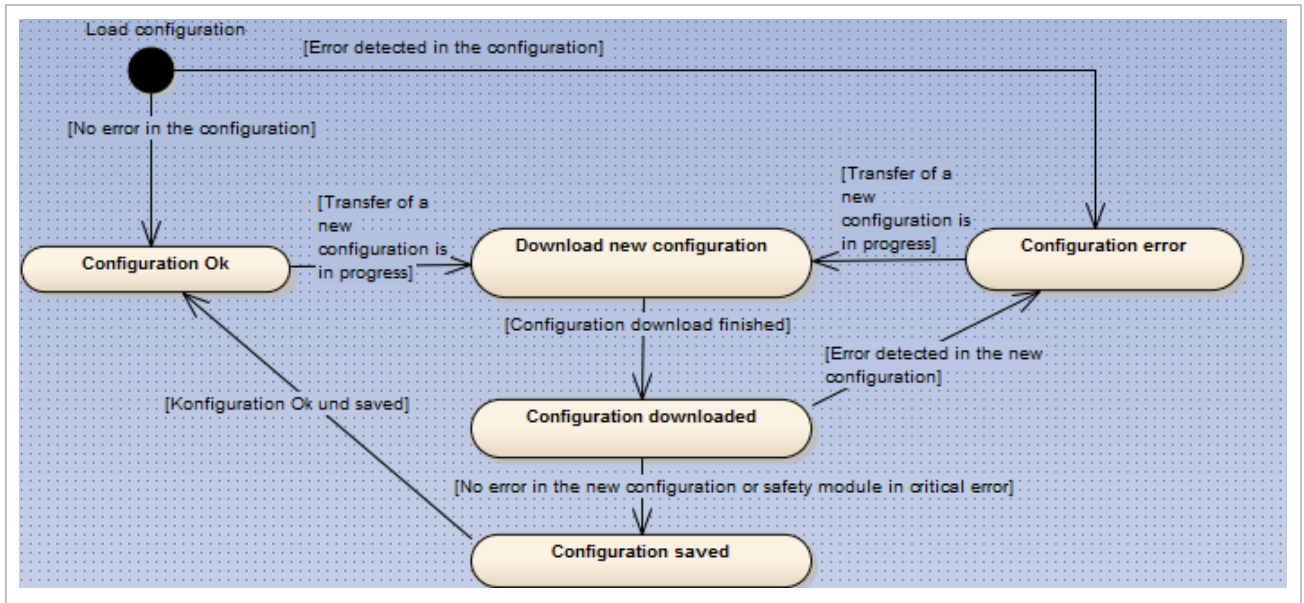 Load configuration
[Error detected in the configuration]
[No error in the configuration]
[Transfer of a
new
configuration is
in progress]
[Transfer of a
new
configuration is
in progress]
Configuration Ok
Download new configuration
Configuration error
[Configuration download finished]
[Error detected in the new
configuration]
[Konfiguration Ok und saved]
Configuration downloaded
[No error in the new configuration or safety module in critical error]
Configuration saved